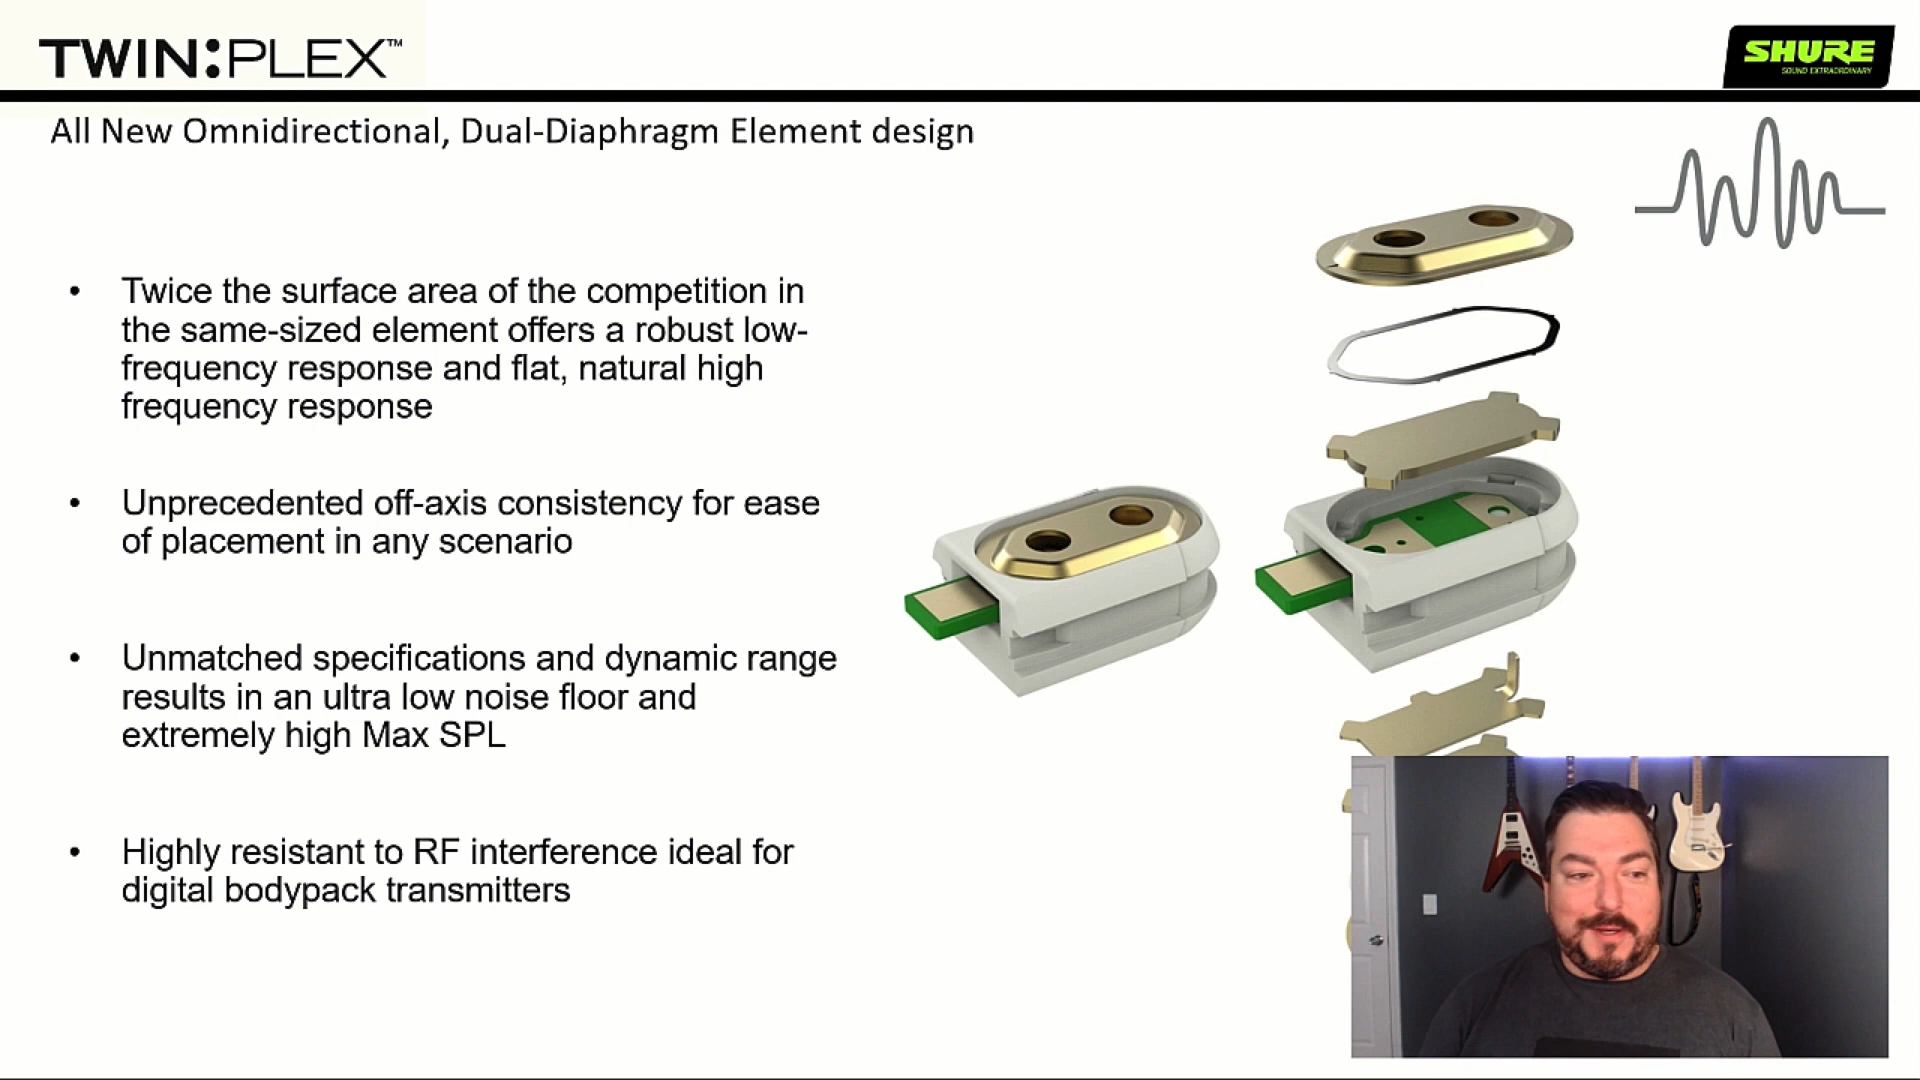 TWIN:PLEX™
SHURE
SOUND EXTRAORDINARY
All New Omnidirectional, Dual-Diaphragm Element design
• Twice the surface area of the competition in
the same-sized element offers a robust low-
frequency response and flat, natural high
frequency response
• Unprecedented off-axis consistency for ease
of placement in any scenario
• Unmatched specifications and dynamic range
results in an ultra low noise floor and
extremely high Max SPL
• Highly resistant to RF interference ideal for
digital bodypack transmitters